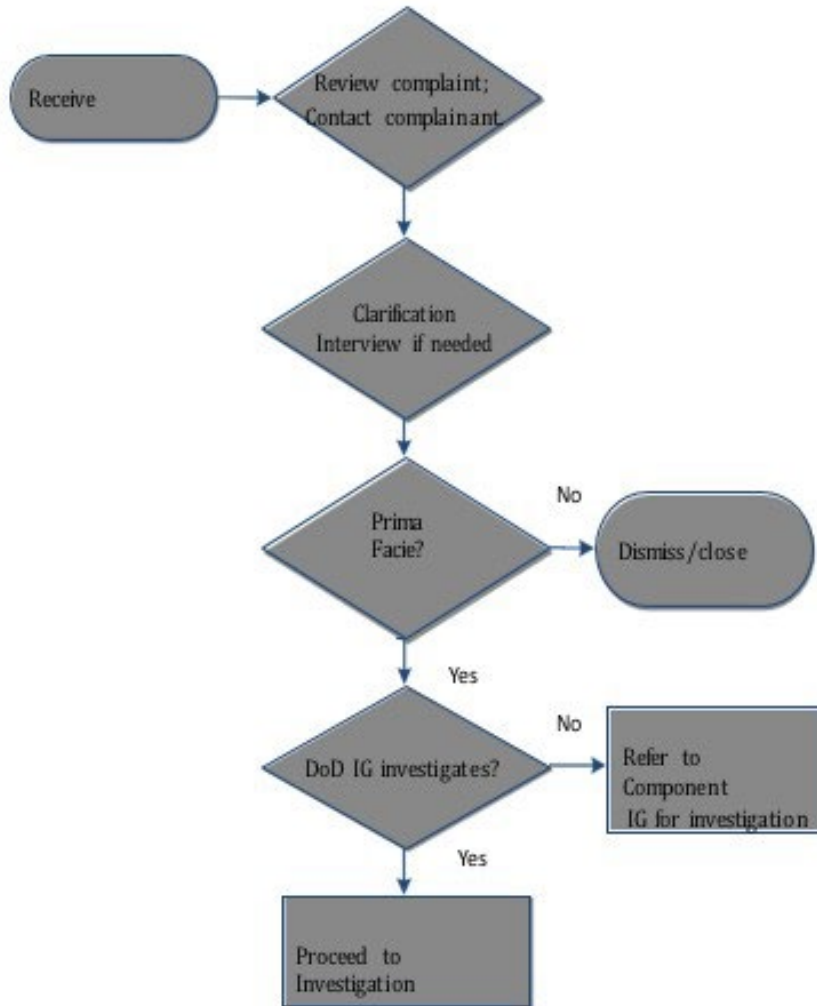 Receive
Review complaint;
Contact complainant.
Clarification
Interview if needed
Prima
Facie?
No
Dismiss/close
Yes
DoD IG investigates?
No
Refer to
Component
IG for investigation
Yes
Proceed to
Investigation